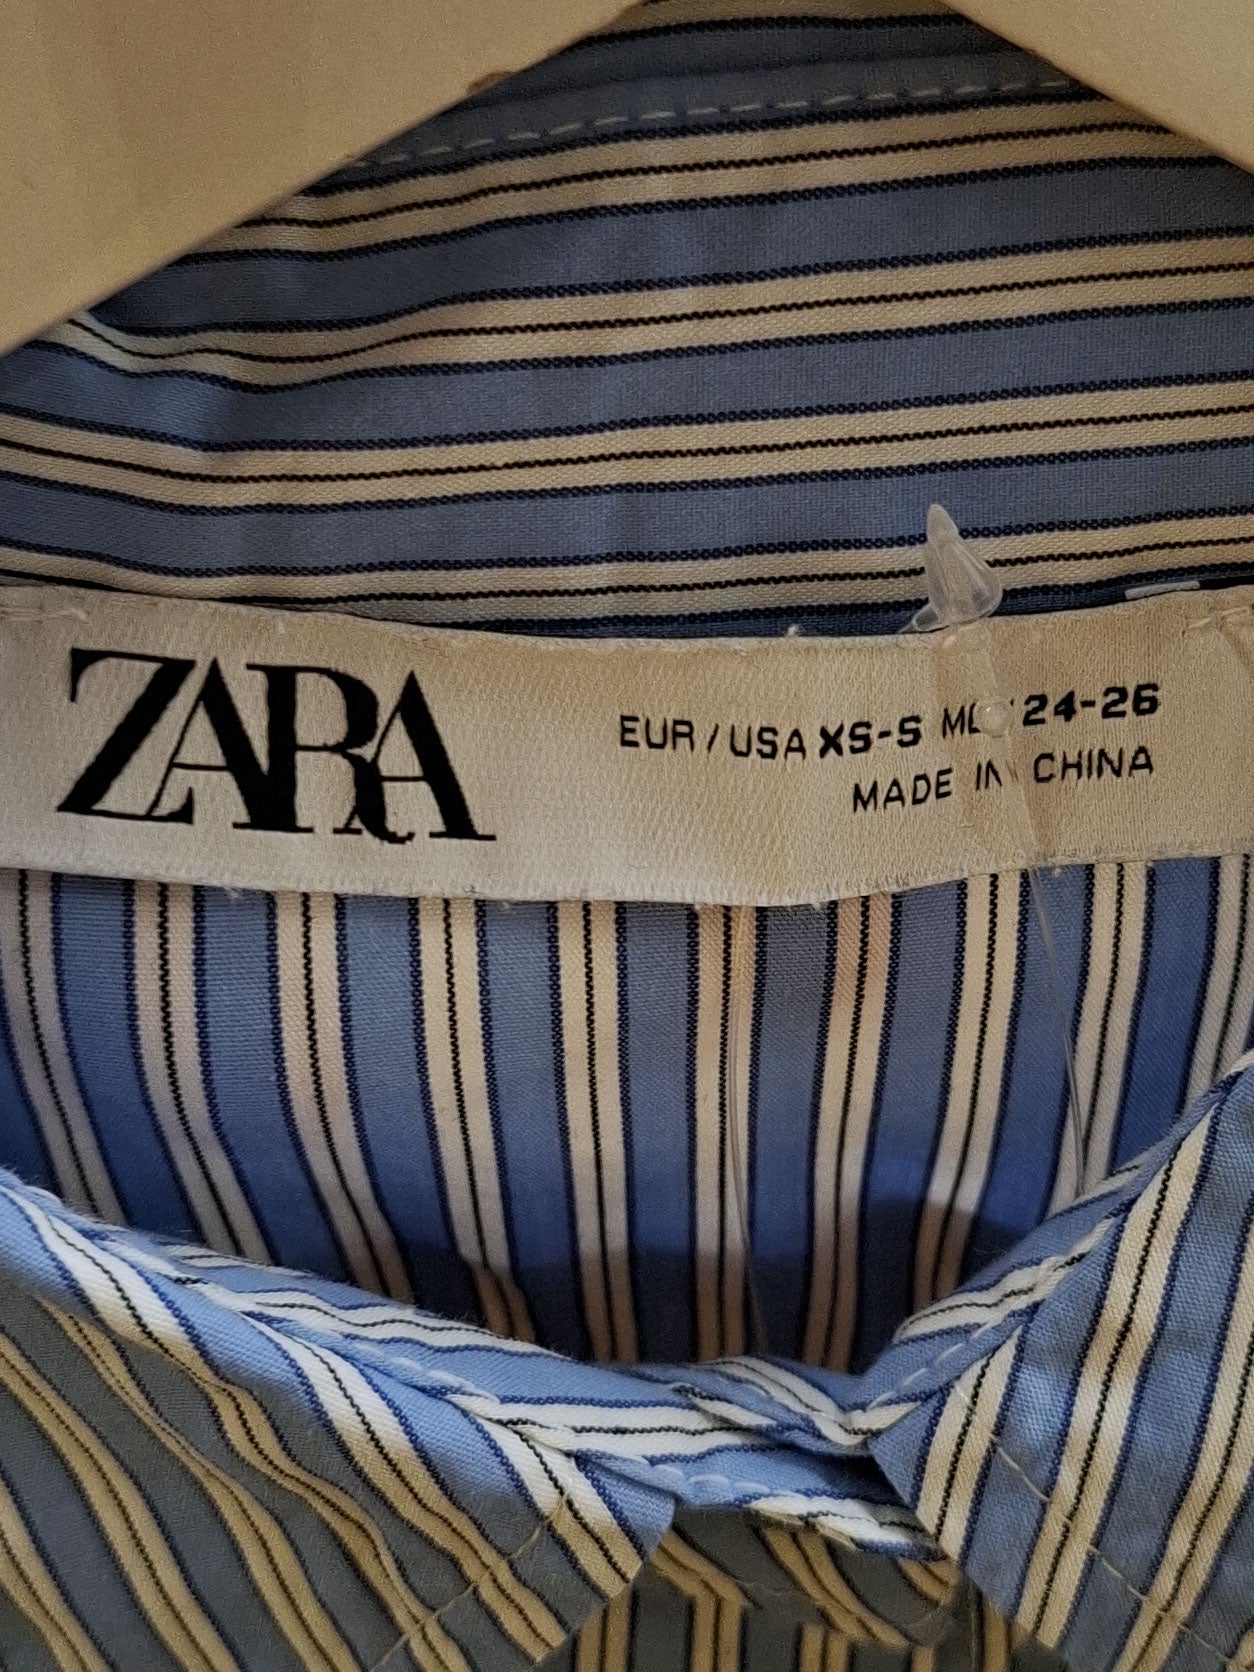 ZARA
EUR / USA XS-S 24-26
MADE IN CHINA